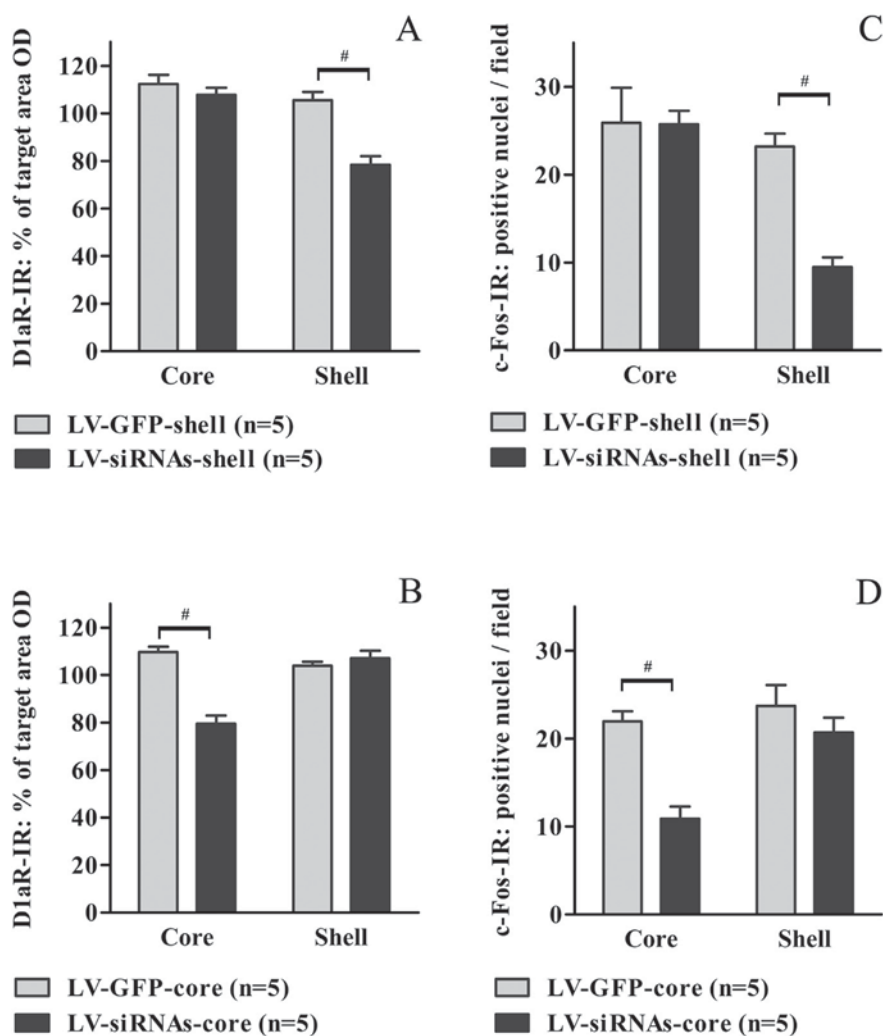 A
D1aR-IR: % of target area OD
120
100
80
60
40
20
0
#
Core Shell
LV-GFP-shell (n=5)
LV-siRNAs-shell (n=5)
C
c-Fos-IR: positive nuclei / field
30
20
10
0
#
Core Shell
LV-GFP-shell (n=5)
LV-siRNAs-shell (n=5)
B
D1aR-IR: % of target area OD
120
100
80
60
40
20
0
#
Core Shell
LV-GFP-core (n=5)
LV-siRNAs-core (n=5)
D
c-Fos-IR: positive nuclei / field
30
20
10
0
#
Core Shell
LV-GFP-core (n=5)
LV-siRNAs-core (n=5)